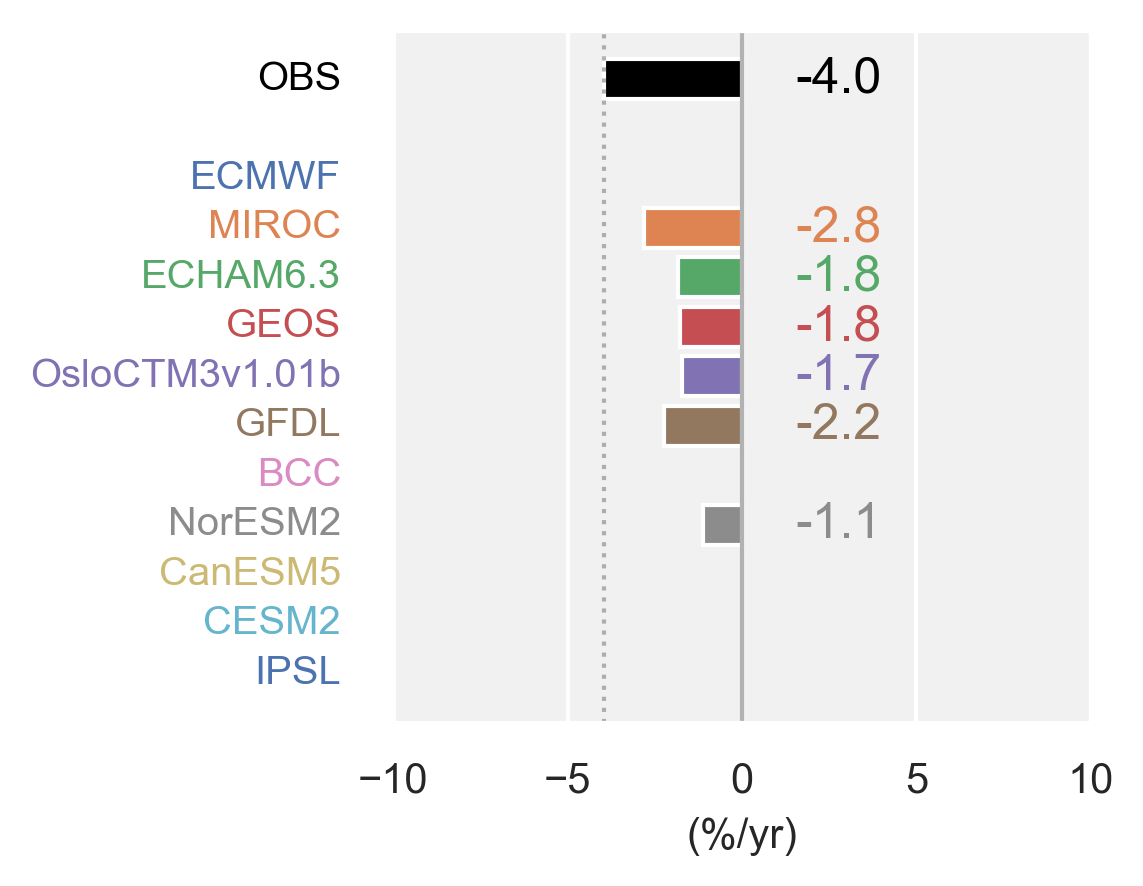 OBS -4.0
ECMWF
MIROC -2.8
ECHAM6.3 -1.8
GEOS -1.8
OsloCTM3v1.01b -1.7
GFDL -2.2
BCC
NorESM2 -1.1
CanESM5
CESM2
IPSL
−10 −5 0 5 10
(%/yr)